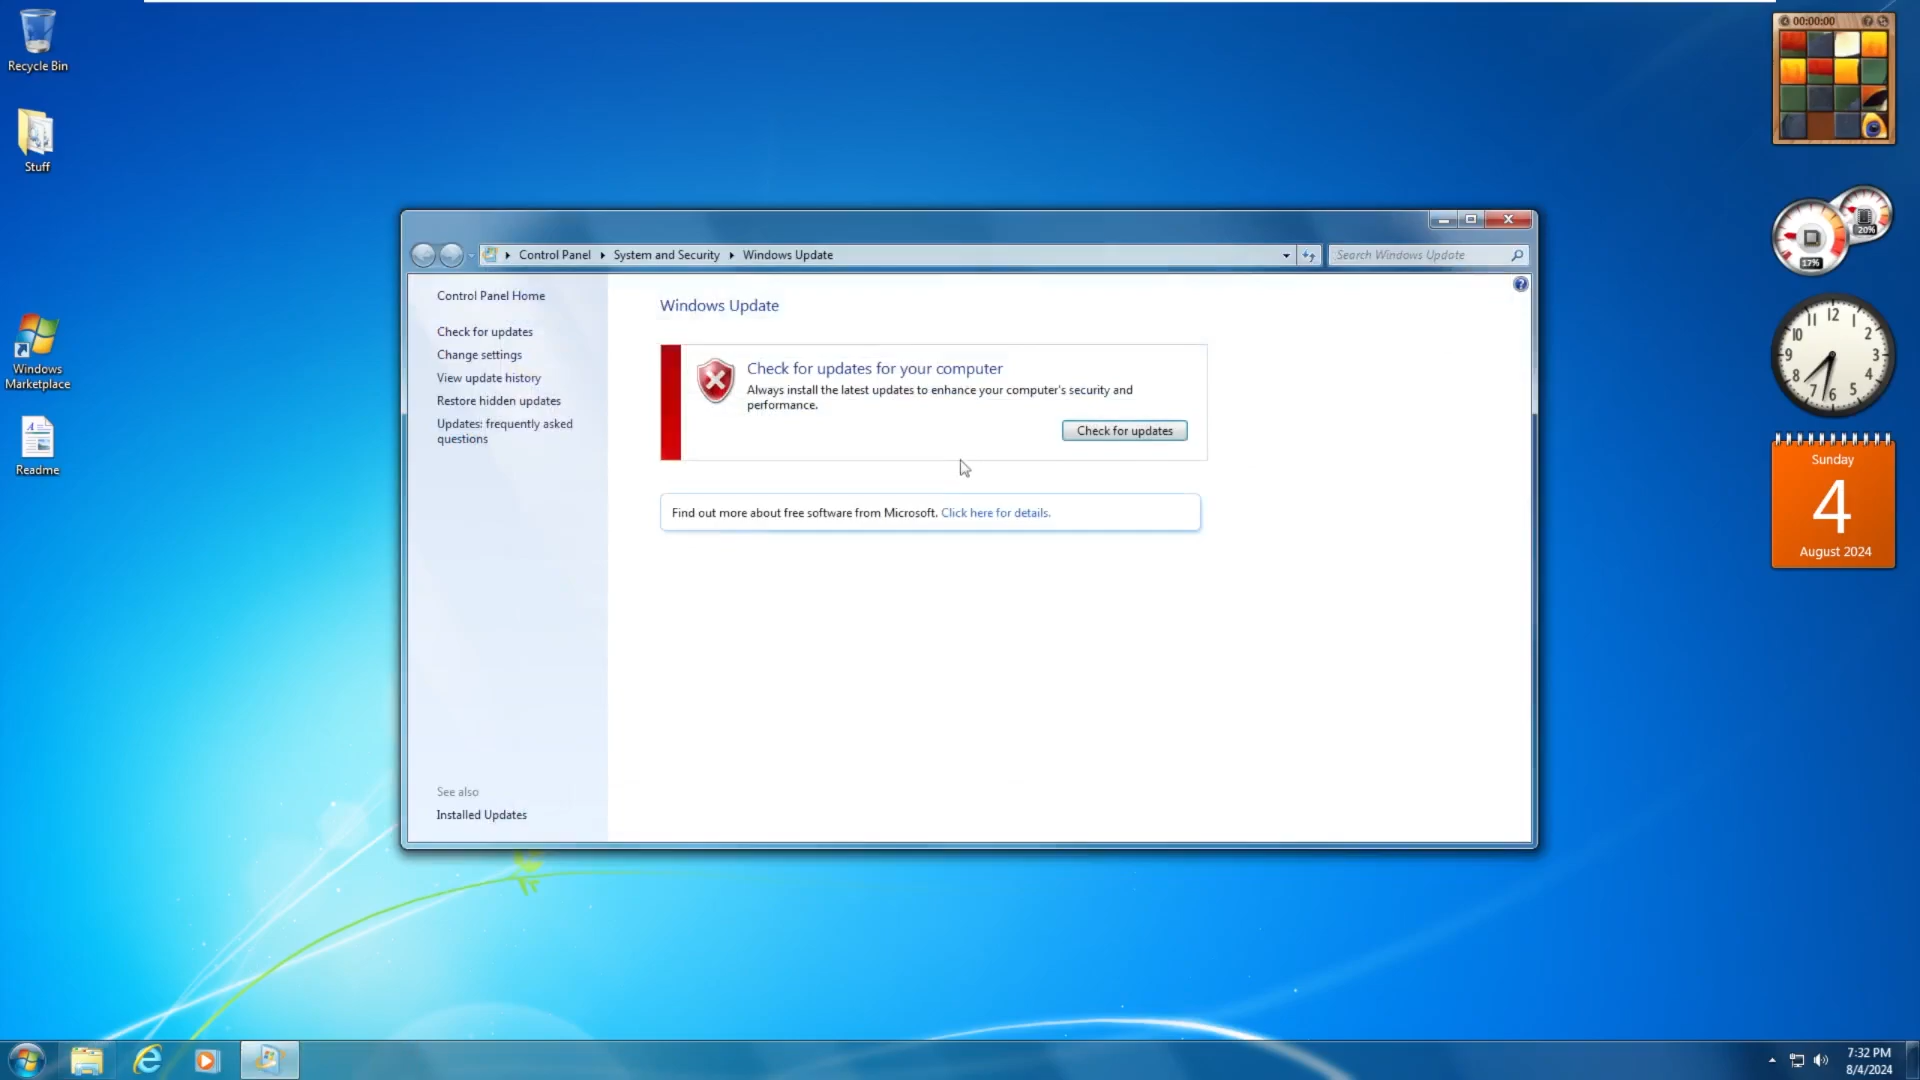 Recycle Bin
Stuff
Windows
Marketplace
Readme
Control Panel
System and Security
Windows Update
Search Windows Update
Control Panel Home
Check for updates
Change settings
View update history
Restore hidden updates
Updates: frequently asked
questions
See also
Installed Updates
Windows Update
Check for updates for your computer
Always install the latest updates to enhance your computer's security and
performance.
Check for updates
Find out more about free software from Microsoft. Click here for details.
00:00:00
20%
17%
12
1
2
3
4
5
6
7
8
9
10
11
Sunday
4
August 2024
7:32 PM
8/4/2024